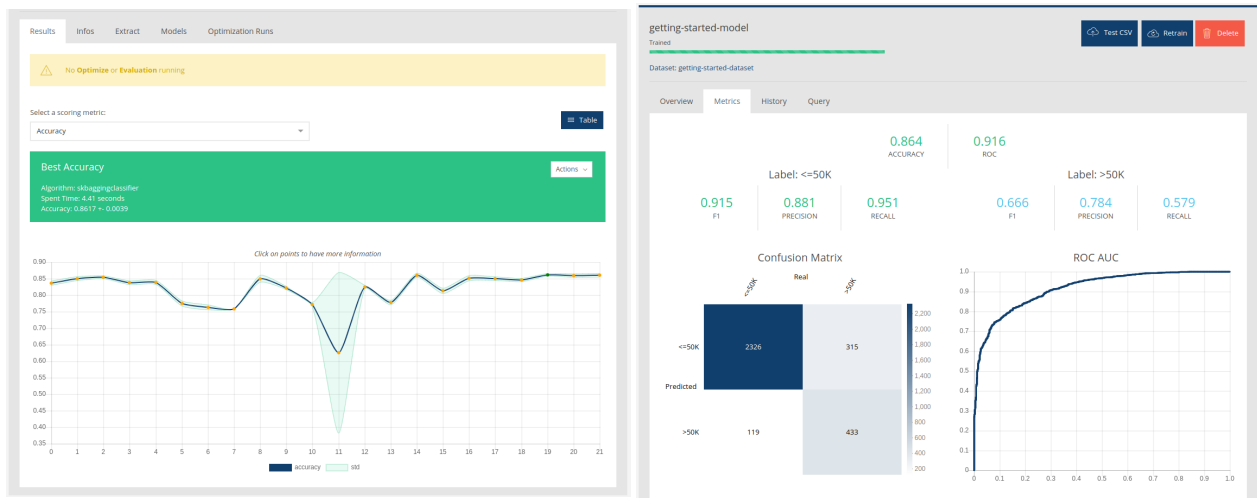 Results Infos Extract Models Optimization Runs
No Optimize or Evaluation running
Select a scoring metric:
Accuracy
Table
Best Accuracy
Actions
Algorithm: skbaggingclassifier
Spent Time: 4.41 seconds
Accuracy: 0.8617 +- 0.0039
Click on points to have more information
0.90
0.85
0.80
0.75
0.70
0.65
0.60
0.55
0.50
0.45
0.40
0.35
0 1 2 3 4 5 6 7 8 9 10 11 12 13 14 15 16 17 18 19 20 21
accuracy std
getting-started-model
Trained
Test CSV Retrain Delete
Dataset: getting-started-dataset
Overview Metrics History Query
0.864 0.916
ACCURACY ROC
Label: <=50K Label: >50K
0.915 0.881 0.951 0.666 0.784 0.579
F1 PRECISION RECALL F1 PRECISION RECALL
Confusion Matrix
Real
<=50K >50K
<=50K 2326 315
Predicted
>50K 119 433
2,200
2,000
1,800
1,600
1,400
1,200
1,000
800
600
400
200
ROC AUC
1.0
0.9
0.8
0.7
0.6
0.5
0.4
0.3
0.2
0.1
0
0 0.1 0.2 0.3 0.4 0.5 0.6 0.7 0.8 0.9 1.0